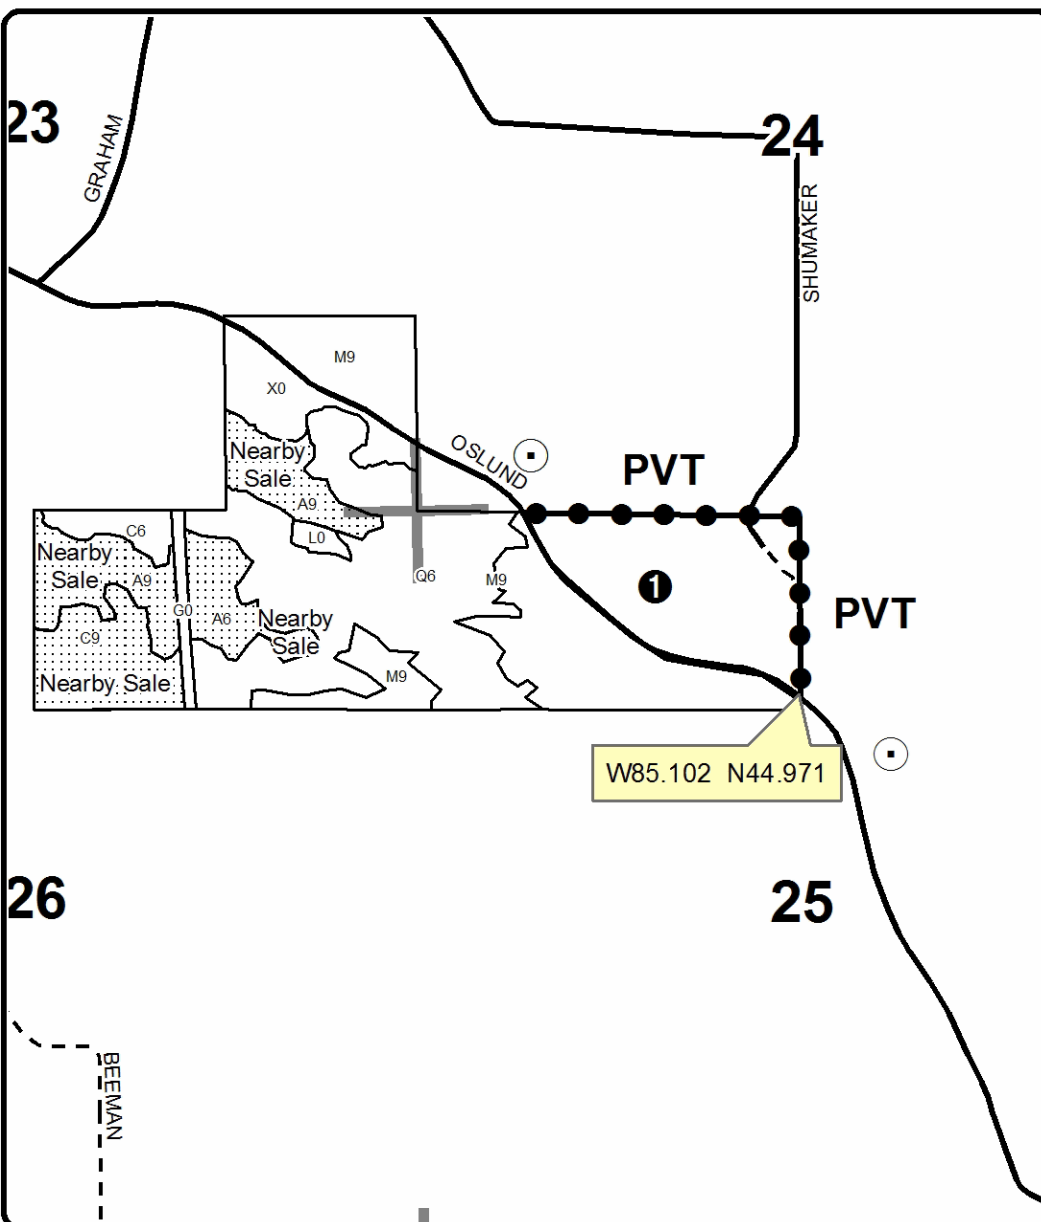 23
GRAHAM
24
SHUMAKER
M9
X0
OSLUND
Nearby
Sale
PVT
A9
L0
C6
Nearby
Sale
A9
Q6
M9
1
G0
A6
Nearby
Sale
PVT
C9
M9
Nearby Sale
W85.102 N44.971
26
25
BEEMAN